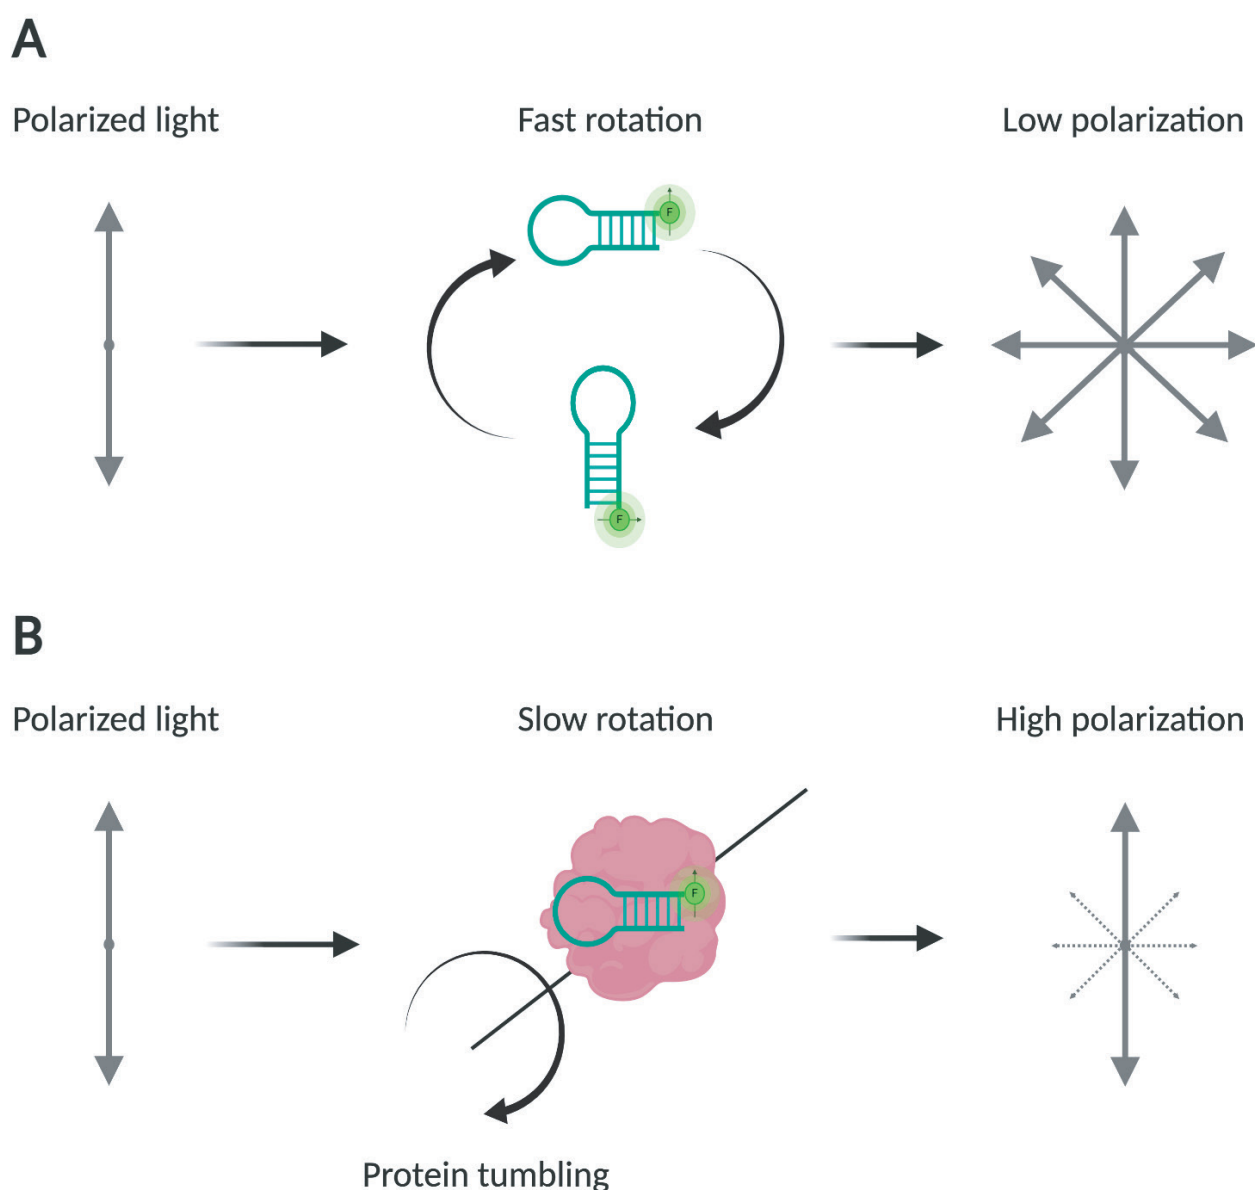 A
Polarized light
Fast rotation
Low polarization
F
F
B
Polarized light
Slow rotation
High polarization
F
Protein tumbling